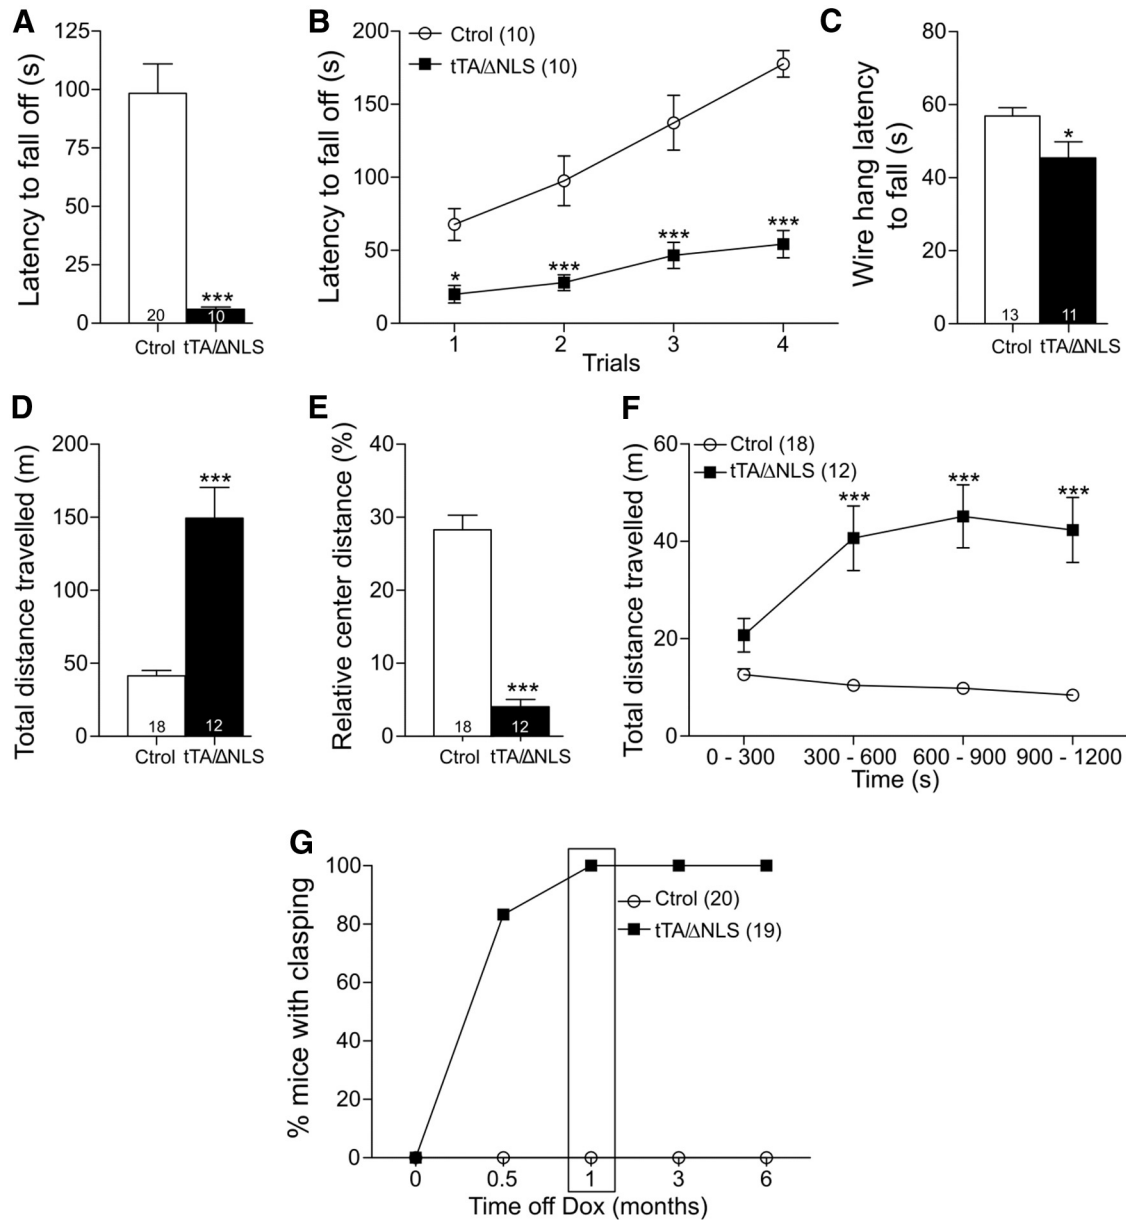 A
Latency to fall off (s)
125
100
75
50
25
0
***
20
10
Ctrol tTA/ΔNLS
B
Latency to fall off (s)
200
150
100
50
0
Ctrol (10)
tTA/ΔNLS (10)
*
***
***
***
1 2 3 4
Trials
C
Wire hang latency
to fall (s)
80
60
40
20
0
*
13
11
Ctrol tTA/ΔNLS
D
Total distance travelled (m)
200
150
100
50
0
***
18
12
Ctrol tTA/ΔNLS
E
Relative center distance (%)
40
30
20
10
0
***
18
12
Ctrol tTA/ΔNLS
F
Total distance travelled (m)
60
40
20
0
Ctrol (18)
tTA/ΔNLS (12)
***
***
***
0 - 300 300 - 600 600 - 900 900 - 1200
Time (s)
G
% mice with clasping
100
80
60
40
20
0
Ctrol (20)
tTA/ΔNLS (19)
0 0.5 1 3 6
Time off Dox (months)